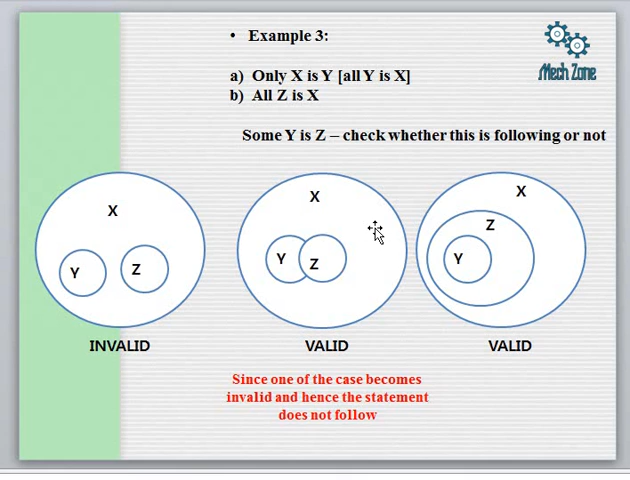 • Example 3:
Mech Zone
a) Only X is Y [all Y is X]
b) All Z is X
Some Y is Z – check whether this is following or not
X
Y
Z
X
Y
Z
X
Z
Y
INVALID
VALID
VALID
Since one of the case becomes
invalid and hence the statement
does not follow